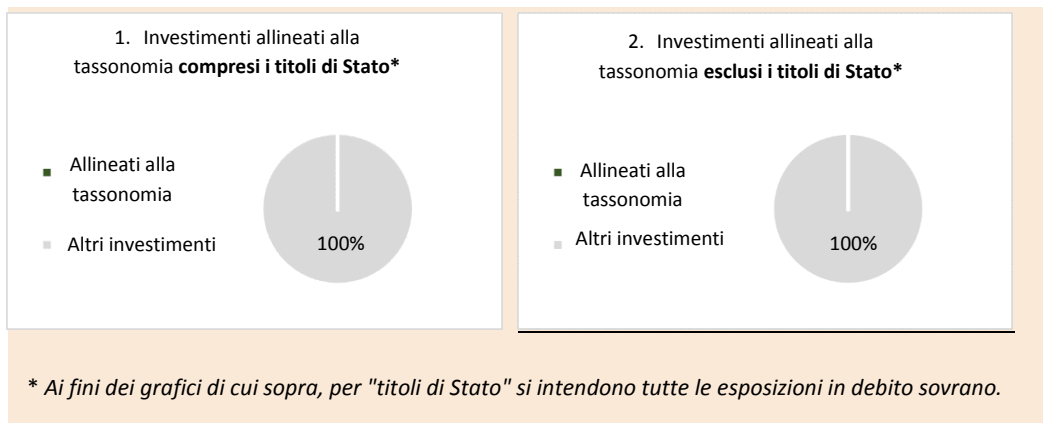 1. Investimenti allineati alla
tassonomia compresi i titoli di Stato*
Allineati alla
tassonomia
Altri investimenti
100%
2. Investimenti allineati alla
tassonomia esclusi i titoli di Stato*
Allineati alla
tassonomia
Altri investimenti
100%
* Ai fini dei grafici di cui sopra, per "titoli di Stato" si intendono tutte le esposizioni in debito sovrano.